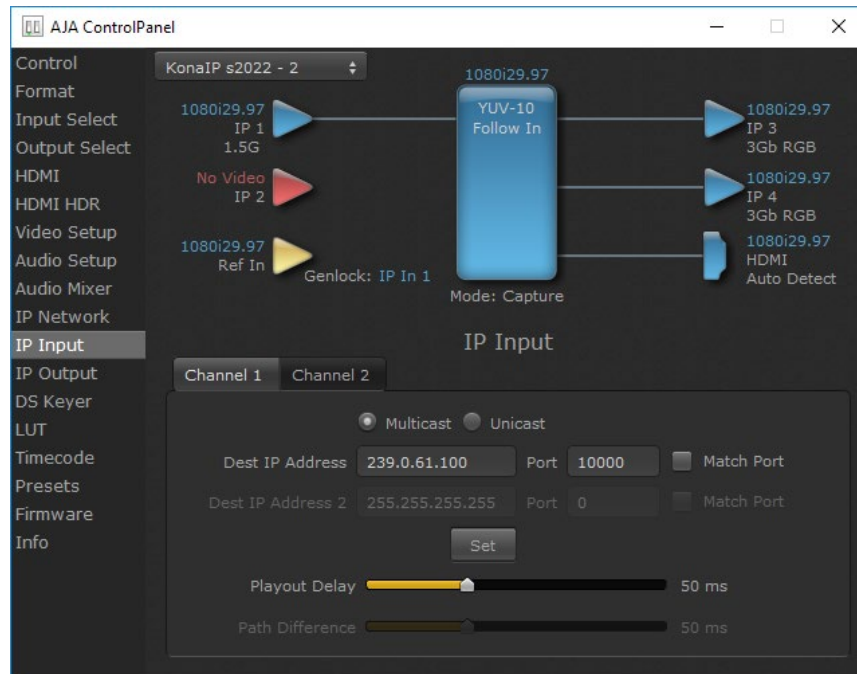 AJA ControlPanel
Control
Format
Input Select
Output Select
HDMI
HDMI HDR
Video Setup
Audio Setup
Audio Mixer
IP Network
IP Input
IP Output
DS Keyer
LUT
Timecode
Presets
Firmware
Info
KonaIP s2022 - 2
1080i29.97
1080i29.97
IP 1
1.5G
No Video
IP 2
1080i29.97
Ref In
Genlock: IP In 1
YUV-10
Follow In
Mode: Capture
1080i29.97
IP 3
3Gb RGB
1080i29.97
IP 4
3Gb RGB
1080i29.97
HDMI
Auto Detect
IP Input
Channel 1 Channel 2
Multicast Unicast
Dest IP Address 239.0.61.100 Port 10000 Match Port
Dest IP Address 2 255.255.255.255 Port 0 Match Port
Set
Playout Delay 50 ms
Path Difference 50 ms